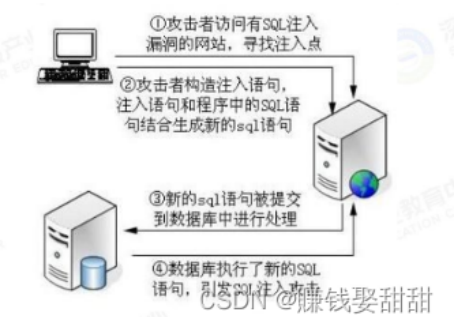 ①攻击者访问有SQL注入
漏洞的网站，寻找注入点
②攻击者构造注入语句，
注入语句和程序中的SQL语
句结合生成新的sql语句
③新的sql语句被提交
到数据库中进行处理
④数据库执行了新的SQL
语句，引发SQL注入攻击
CSDN @赚钱娶甜甜